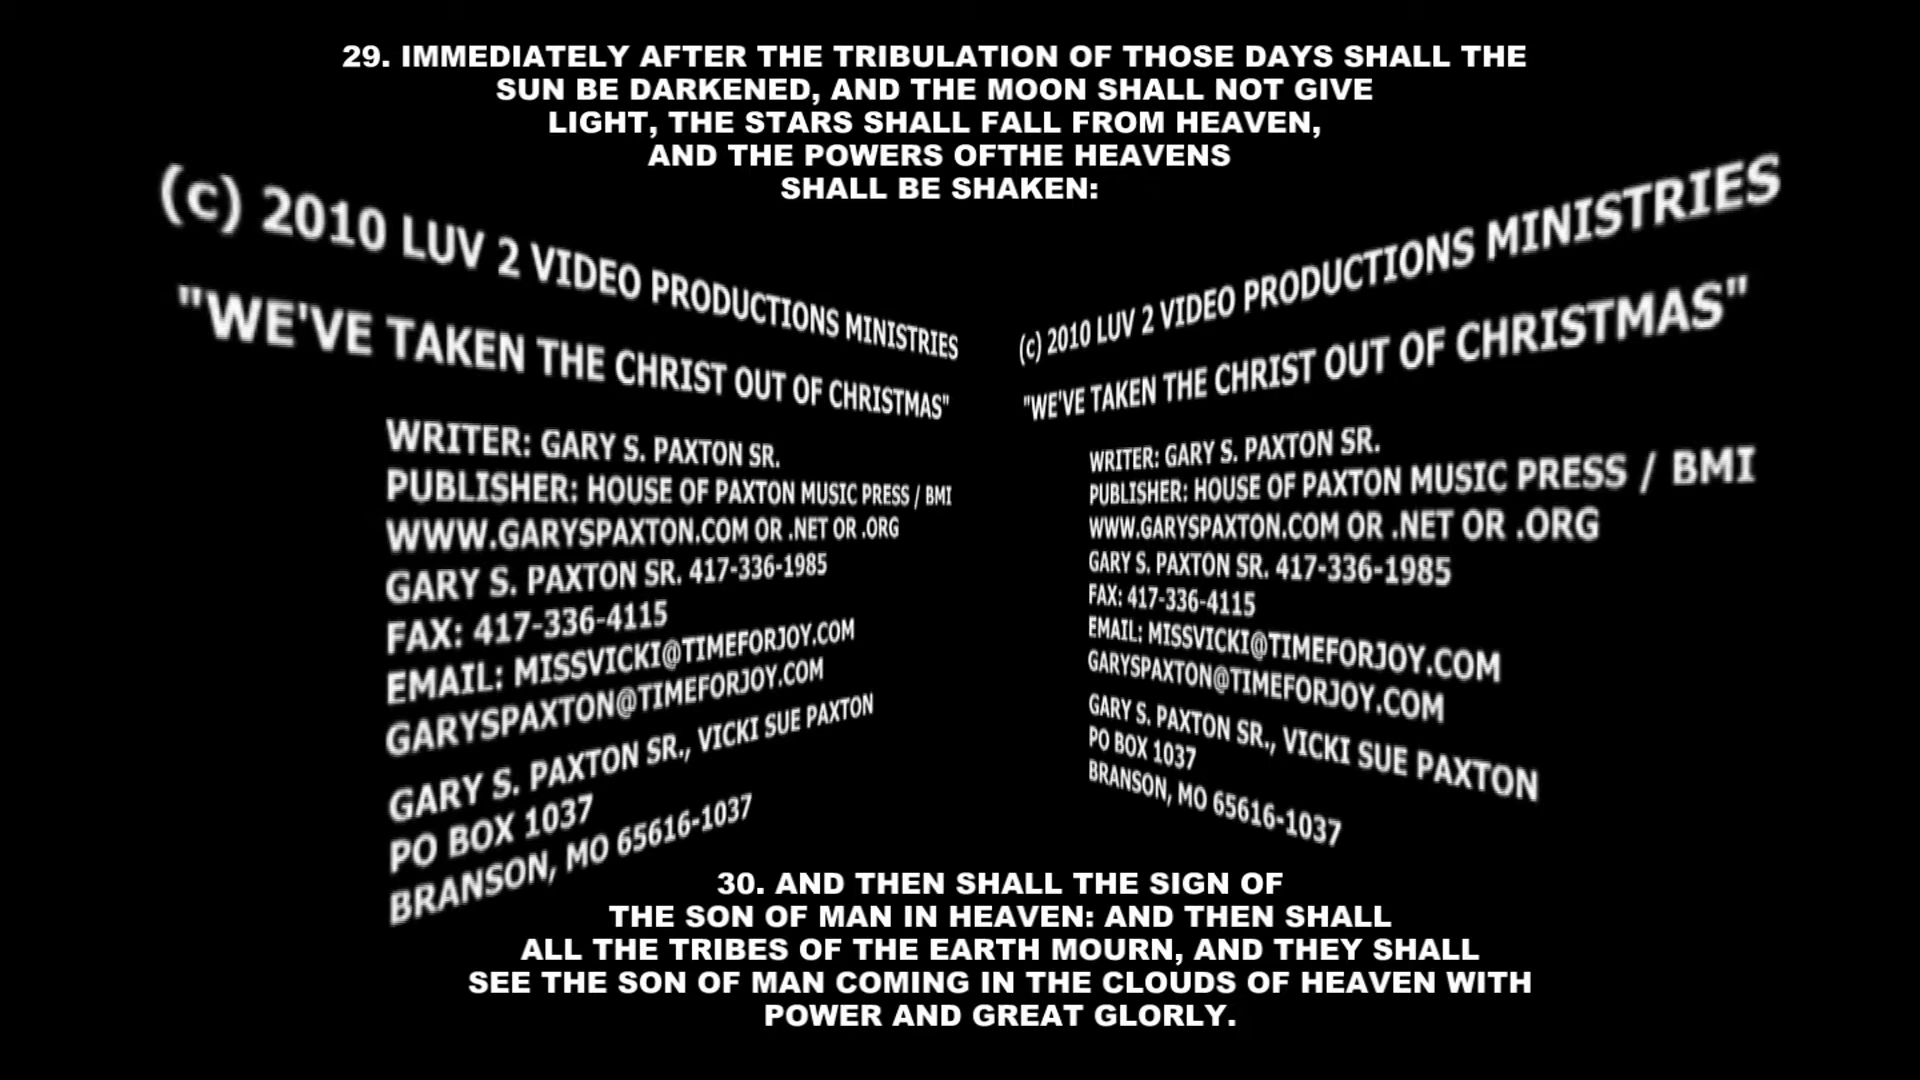 29. IMMEDIATELY AFTER THE TRIBULATION OF THOSE DAYS SHALL THE
SUN BE DARKENED, AND THE MOON SHALL NOT GIVE
LIGHT, THE STARS SHALL FALL FROM HEAVEN,
AND THE POWERS OFTHE HEAVENS
SHALL BE SHAKEN:
(c) 2010 LUV 2 VIDEO PRODUCTIONS MINISTRIES
"WE'VE TAKEN THE CHRIST OUT OF CHRISTMAS"
WRITER: GARY S. PAXTON SR.
PUBLISHER: HOUSE OF PAXTON MUSIC PRESS / BMI
WWW.GARYSPAXTON.COM OR .NET OR .ORG
GARY S. PAXTON SR. 417-336-1985
FAX: 417-336-4115
EMAIL: MISSVICKI@TIMEFORJOY.COM
GARYSPAXTON@TIMEFORJOY.COM
GARY S. PAXTON SR., VICKI SUE PAXTON
PO BOX 1037
BRANSON, MO 65616-1037
(c) 2010 LUV 2 VIDEO PRODUCTIONS MINISTRIES
"WE'VE TAKEN THE CHRIST OUT OF CHRISTMAS"
WRITER: GARY S. PAXTON SR.
PUBLISHER: HOUSE OF PAXTON MUSIC PRESS / BMI
WWW.GARYSPAXTON.COM OR .NET OR .ORG
GARY S. PAXTON SR. 417-336-1985
FAX: 417-336-4115
EMAIL: MISSVICKI@TIMEFORJOY.COM
GARYSPAXTON@TIMEFORJOY.COM
GARY S. PAXTON SR., VICKI SUE PAXTON
PO BOX 1037
BRANSON, MO 65616-1037
30. AND THEN SHALL THE SIGN OF
THE SON OF MAN IN HEAVEN: AND THEN SHALL
ALL THE TRIBES OF THE EARTH MOURN, AND THEY SHALL
SEE THE SON OF MAN COMING IN THE CLOUDS OF HEAVEN WITH
POWER AND GREAT GLORLY.